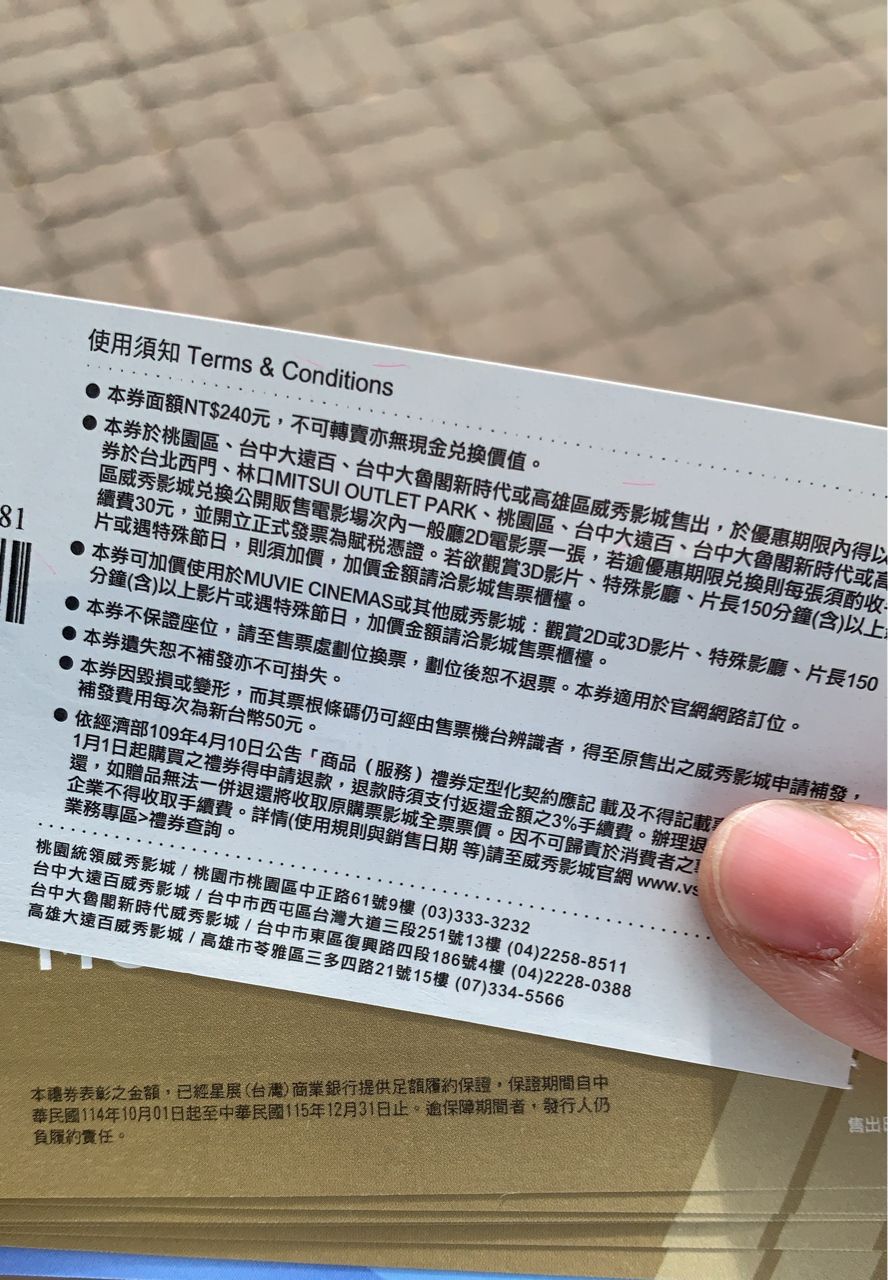 使用須知 Terms & Conditions
●本券面額NT$240元，不可轉賣亦無現金兌換價值。
●本券於桃園區、台中大遠百、台中大魯閣新時代或高雄區威秀影城售出，於優惠期限內得以
券於台北西門、林口MITSUI OUTLET PARK、桃園區、台中大遠百、台中大魯閣新時代或高
區威秀影城兌換公開販售電影場次內一般廳2D電影票一張，若逾優惠期限兌換則每張須酌收
續費30元，並開立正式發票為賦稅憑證。若欲觀賞3D影片、特殊影廳、片長150分鐘(含)以上
片或遇特殊節日，則須加價，加價金額請洽影城售票櫃檯。
●本券可加價使用於MUVIE CINEMAS或其他威秀影城：觀賞2D或3D影片、特殊影廳、片長150
分鐘(含)以上影片或遇特殊節日，加價金額請洽影城售票櫃檯。
●本券不保證座位，請至售票處劃位換票，劃位後恕不退票。本券適用於官網網路訂位。
●本券遺失恕不補發亦不可掛失。
●本券因毀損或變形，而其票根條碼仍可經由售票機台辨識者，得至原售出之威秀影城申請補發，
補發費用每次為新台幣50元。
●依經濟部109年4月10日公告「商品（服務）禮券定型化契約應記 載及不得記載
1月1日起購買之禮券得申請退款，退款時須支付返還金額之3%手續費。辦理退
還，如贈品無法一併退還將收取原購票影城全票票價。因不可歸責於消費者之
企業不得收取手續費。詳情(使用規則與銷售日期 等)請至威秀影城官網 www.vs
業務專區>禮券查詢。
桃園統領威秀影城 / 桃園市桃園區中正路61號9樓 (03)333-3232
台中大遠百威秀影城 / 台中市西屯區台灣大道三段251號13樓 (04)2258-8511
台中大魯閣新時代威秀影城 / 台中市東區復興路四段186號4樓 (04)2228-0388
高雄大遠百威秀影城 / 高雄市苓雅區三多四路21號15樓 (07)334-5566
81
本禮券表彰之金額，已經星展(台灣)商業銀行提供足額履約保證，保證期間自中
華民國114年10月01日起至中華民國115年12月31日止。逾保障期間者，發行人仍
負履約責任。
售出